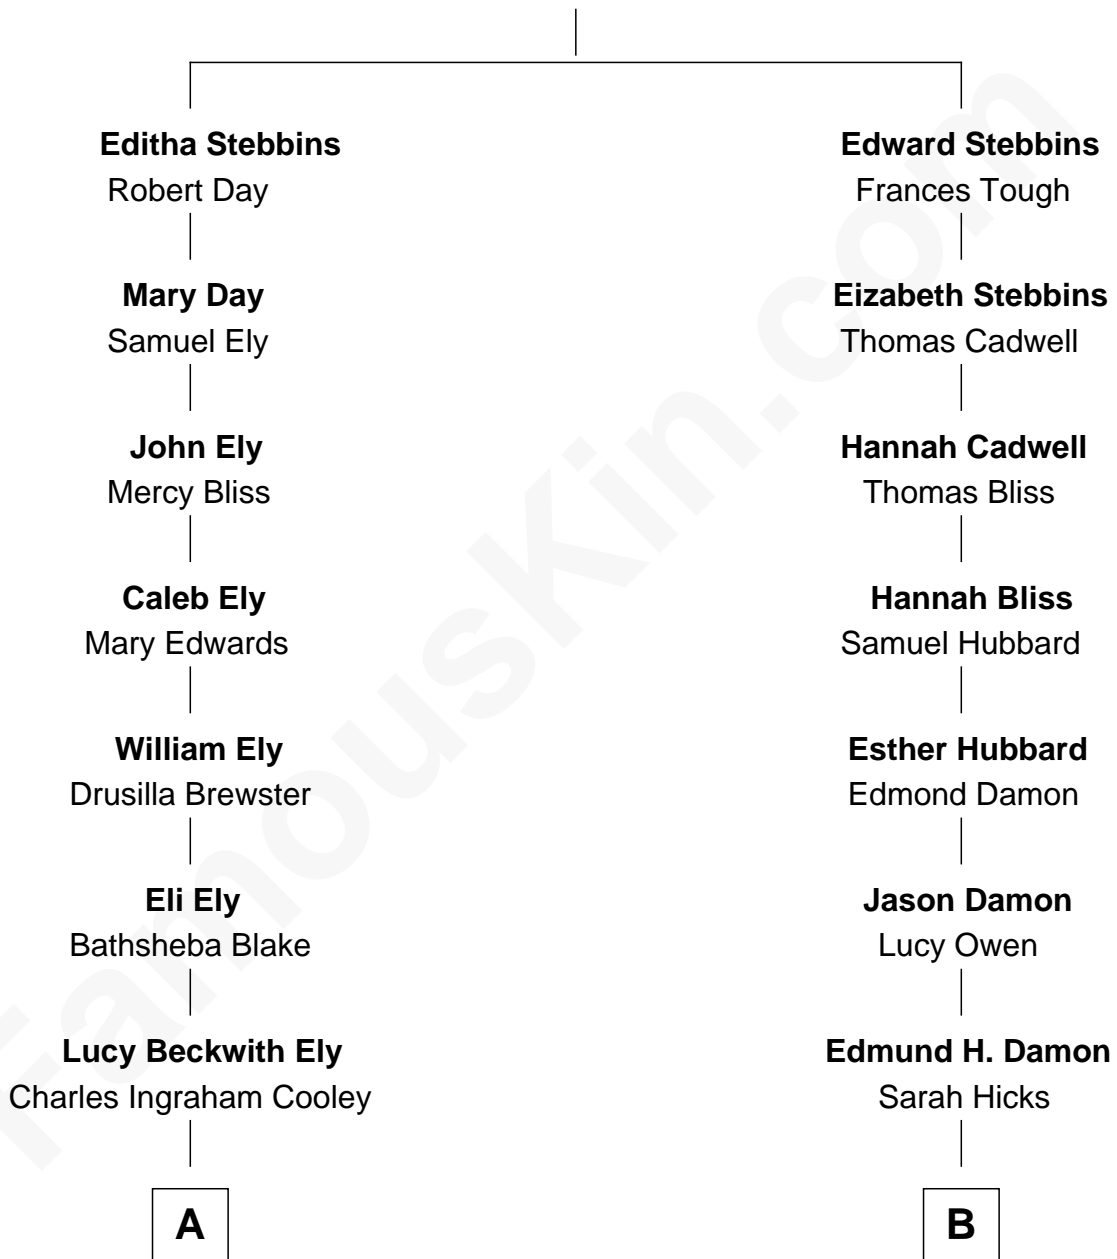 Editha Stebbins
Robert Day
Mary Day
Samuel Ely
John Ely
Mercy Bliss
Caleb Ely
Mary Edwards
William Ely
Drusilla Brewster
Eli Ely
Bathsheba Blake
Lucy Beckwith Ely
Charles Ingraham Cooley
A
Edward Stebbins
Frances Tough
Eizabeth Stebbins
Thomas Cadwell
Hannah Cadwell
Thomas Bliss
Hannah Bliss
Samuel Hubbard
Esther Hubbard
Edmond Damon
Jason Damon
Lucy Owen
Edmund H. Damon
Sarah Hicks
B
FamousKin.com